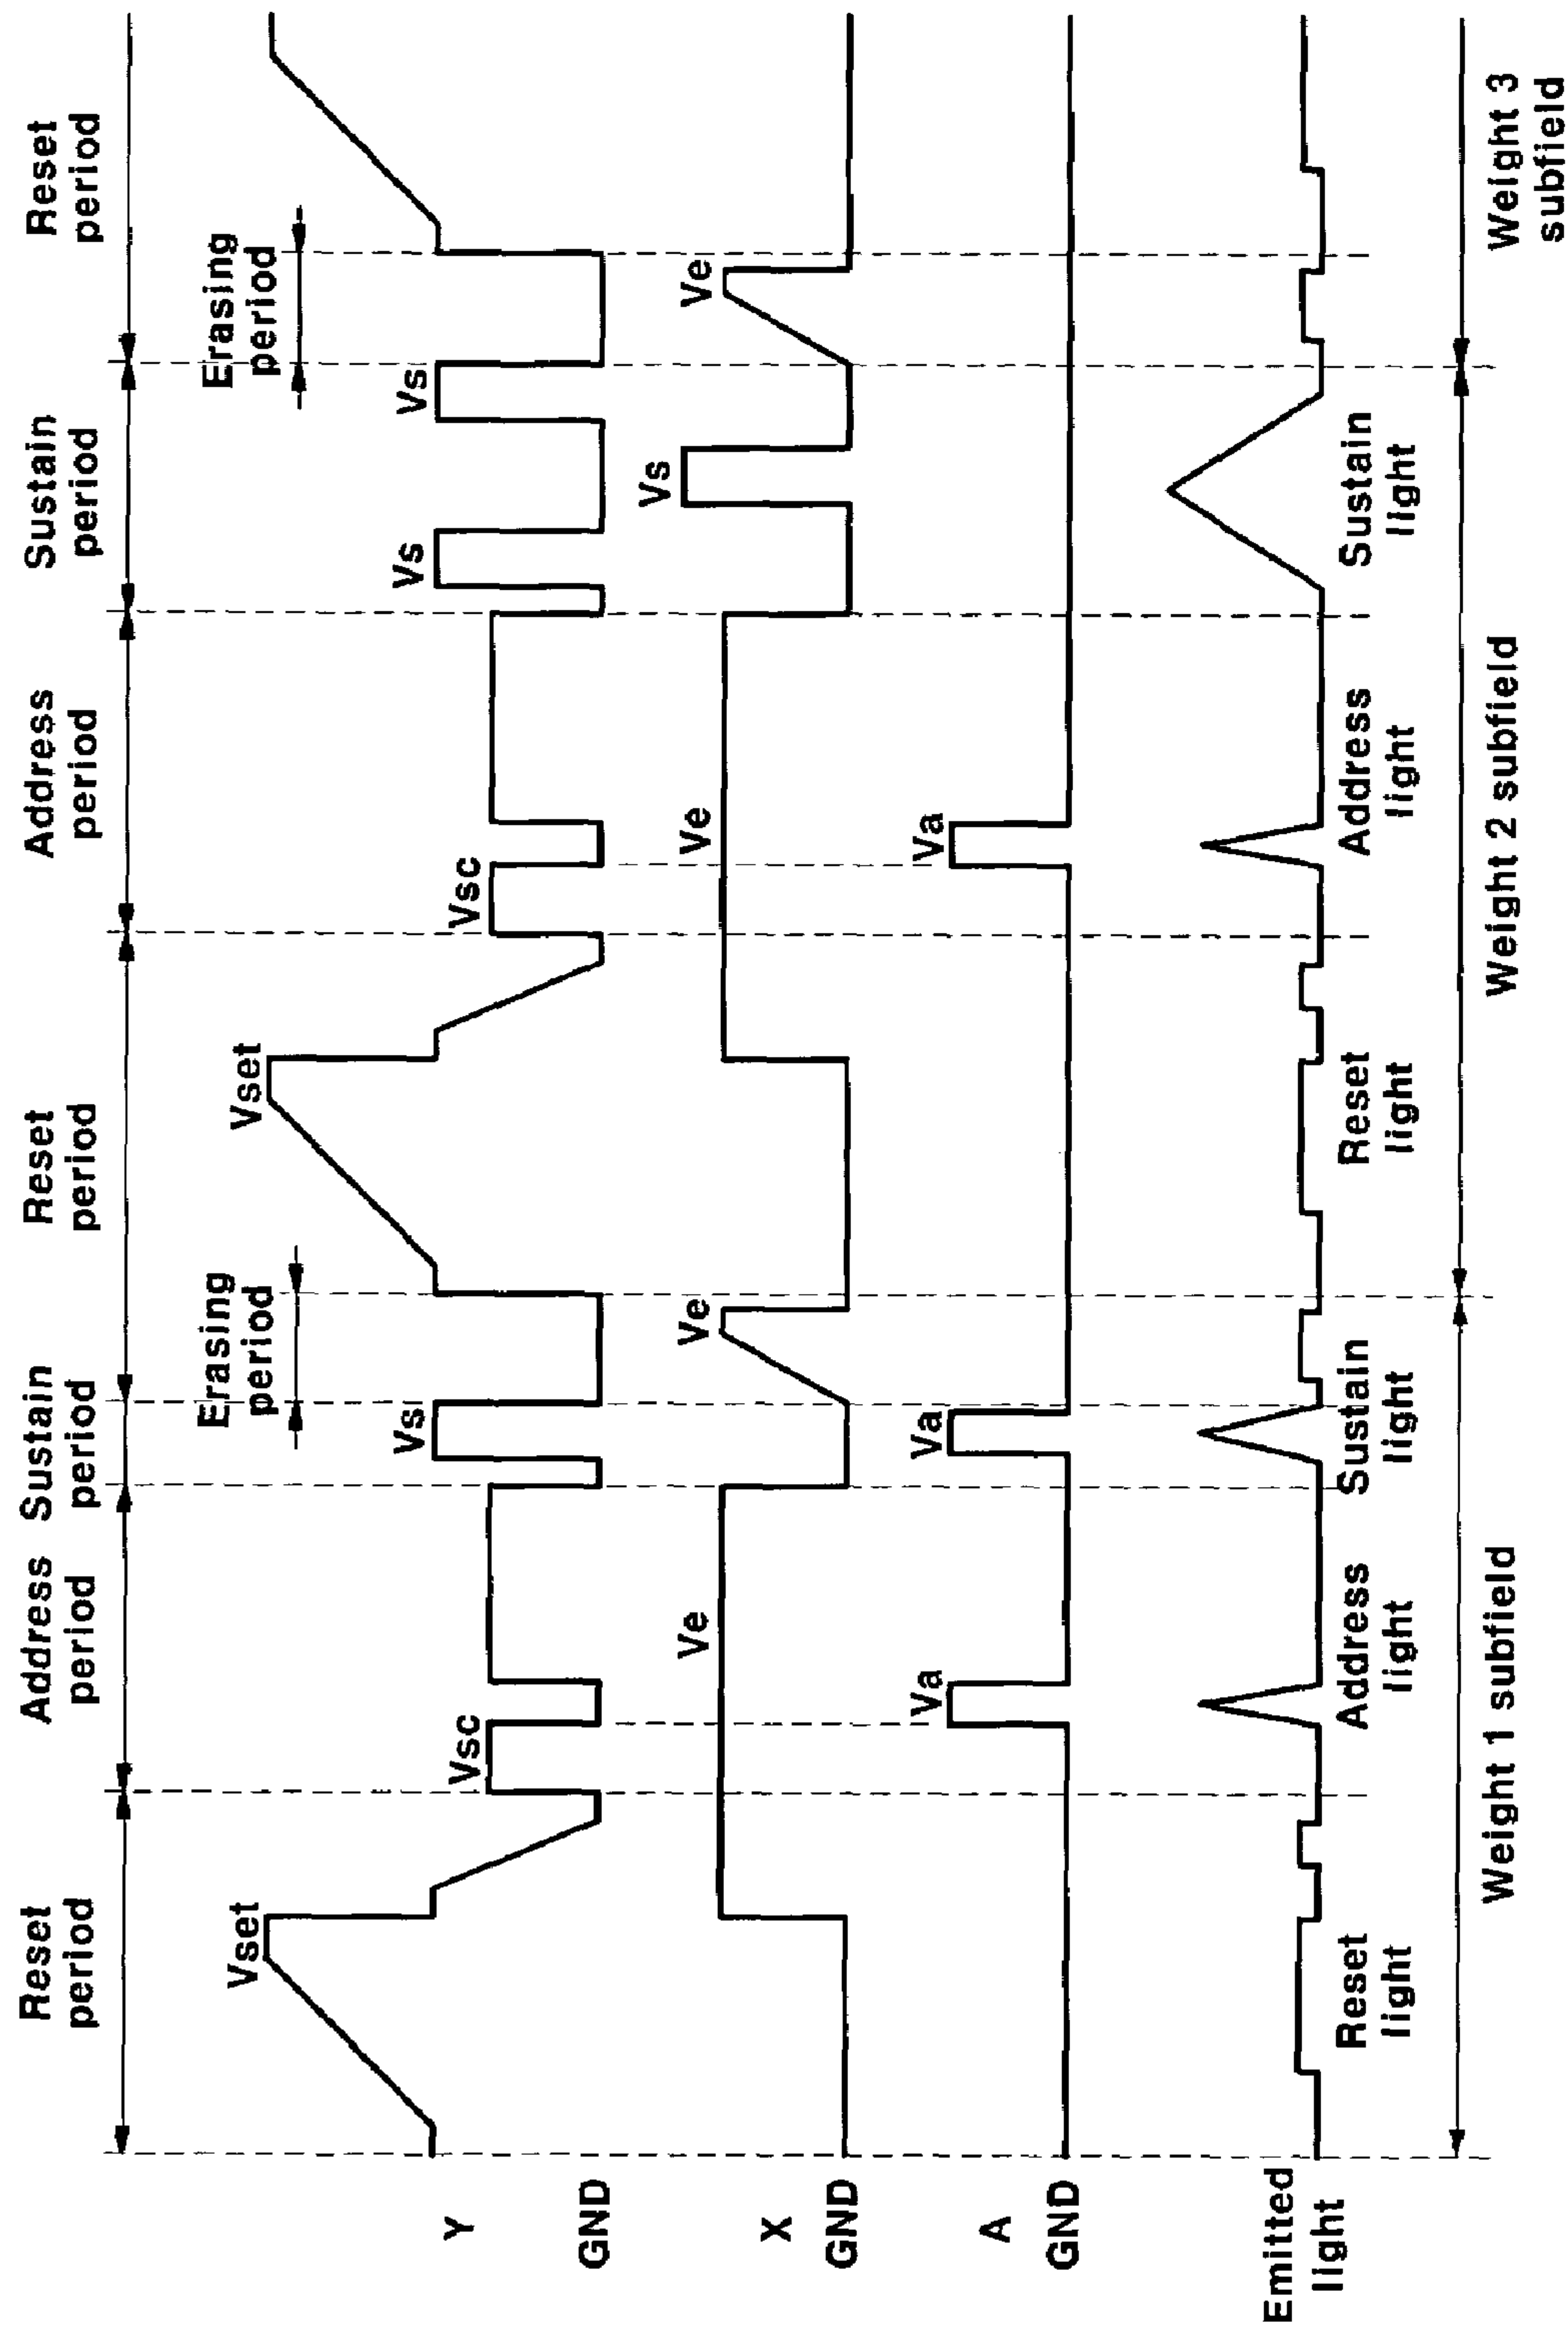 Reset
period
Address
period
Sustain
period
Reset
period
Address
period
Sustain
period
Reset
period
Erasing
period
Erasing
period
Y
Vset
Vsc
Vs
Vset
Vsc
Vs
Vs
GND
X
Ve
Ve
Ve
Vs
Ve
GND
A
Va
Va
Va
GND
Emitted
light
Reset
light
Address
light
Sustain
light
Reset
light
Address
light
Sustain
light
Weight 1 subfield
Weight 2 subfield
Weight 3
subfield